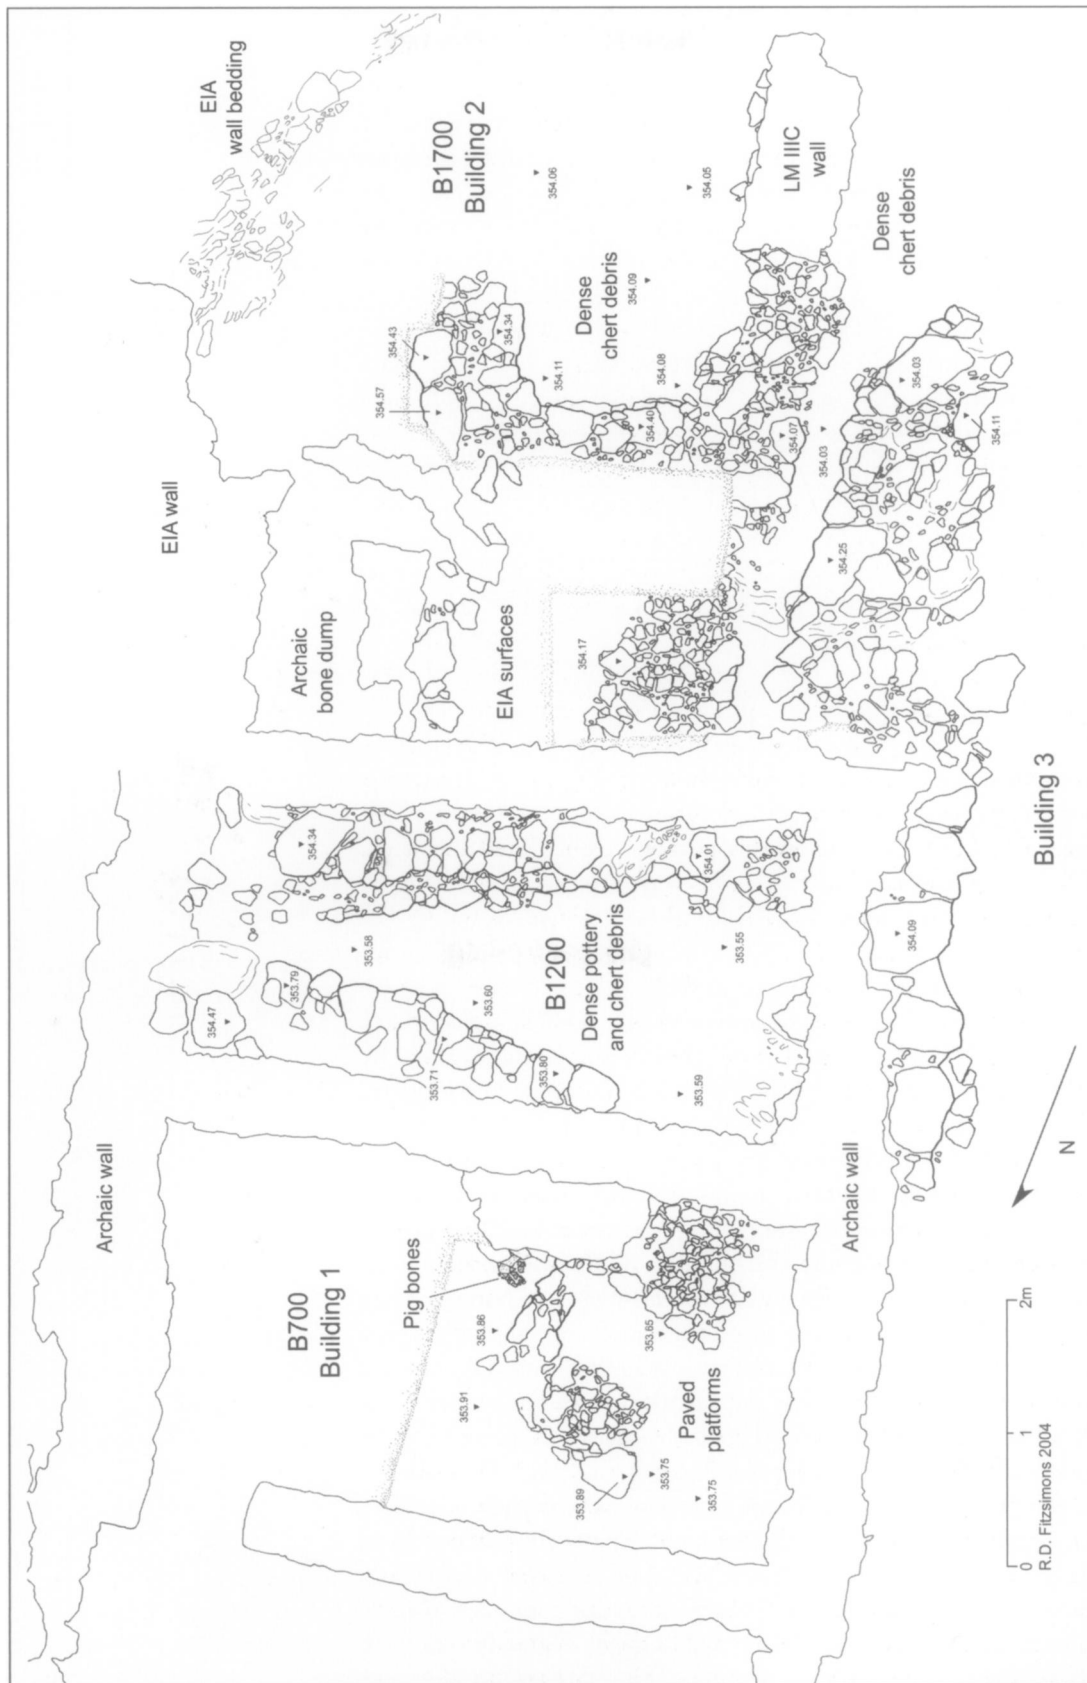 Archaic wall
EIA wall
EIA
wall bedding
B700
Building 1
Archaic
bone dump
B1700
Building 2
Pig bones
354.47
353.79
354.34
353.58
354.57
354.43
353.86
353.91
353.71
353.60
EIA surfaces
354.34
354.11
354.06
B1200
Dense pottery
and chert debris
353.80
353.89
354.17
Dense
chert debris
354.09
354.40
354.08
353.65
353.75
353.75
Paved
platforms
353.59
353.55
354.01
354.05
354.07
354.03
LM IIIC
wall
354.25
354.03
354.11
Dense
chert debris
Archaic wall
354.09
Building 3
N
0
1
2m
R.D. Fitzsimons 2004